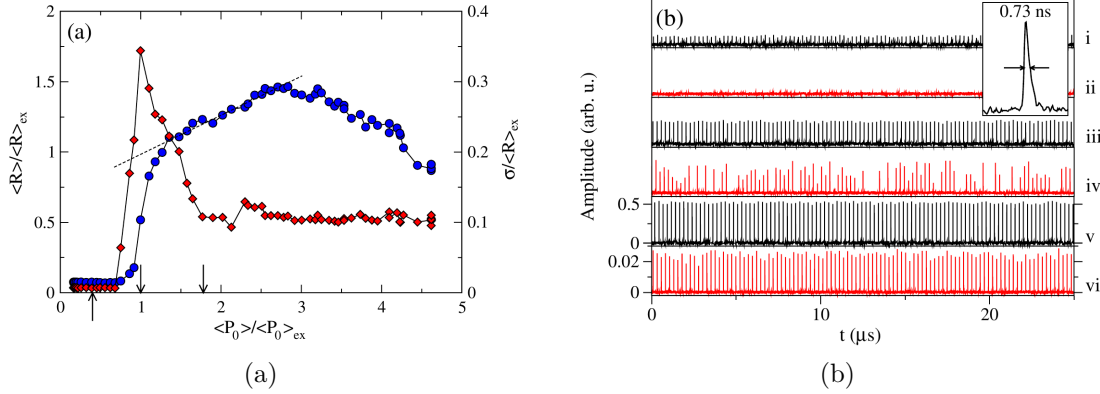 (a)
2
1.5
1
0.5
0
<R>/<R>ex
0.4
0.3
0.2
0.1
0
σ/<R>ex
0 1 2 3 4 5
<P0>/<P0>ex
(a)
(b)
0.73 ns
i
ii
iii
iv
v
vi
Amplitude (arb. u.)
0.5
0
0.02
0
0 10 20
t (μs)
(b)